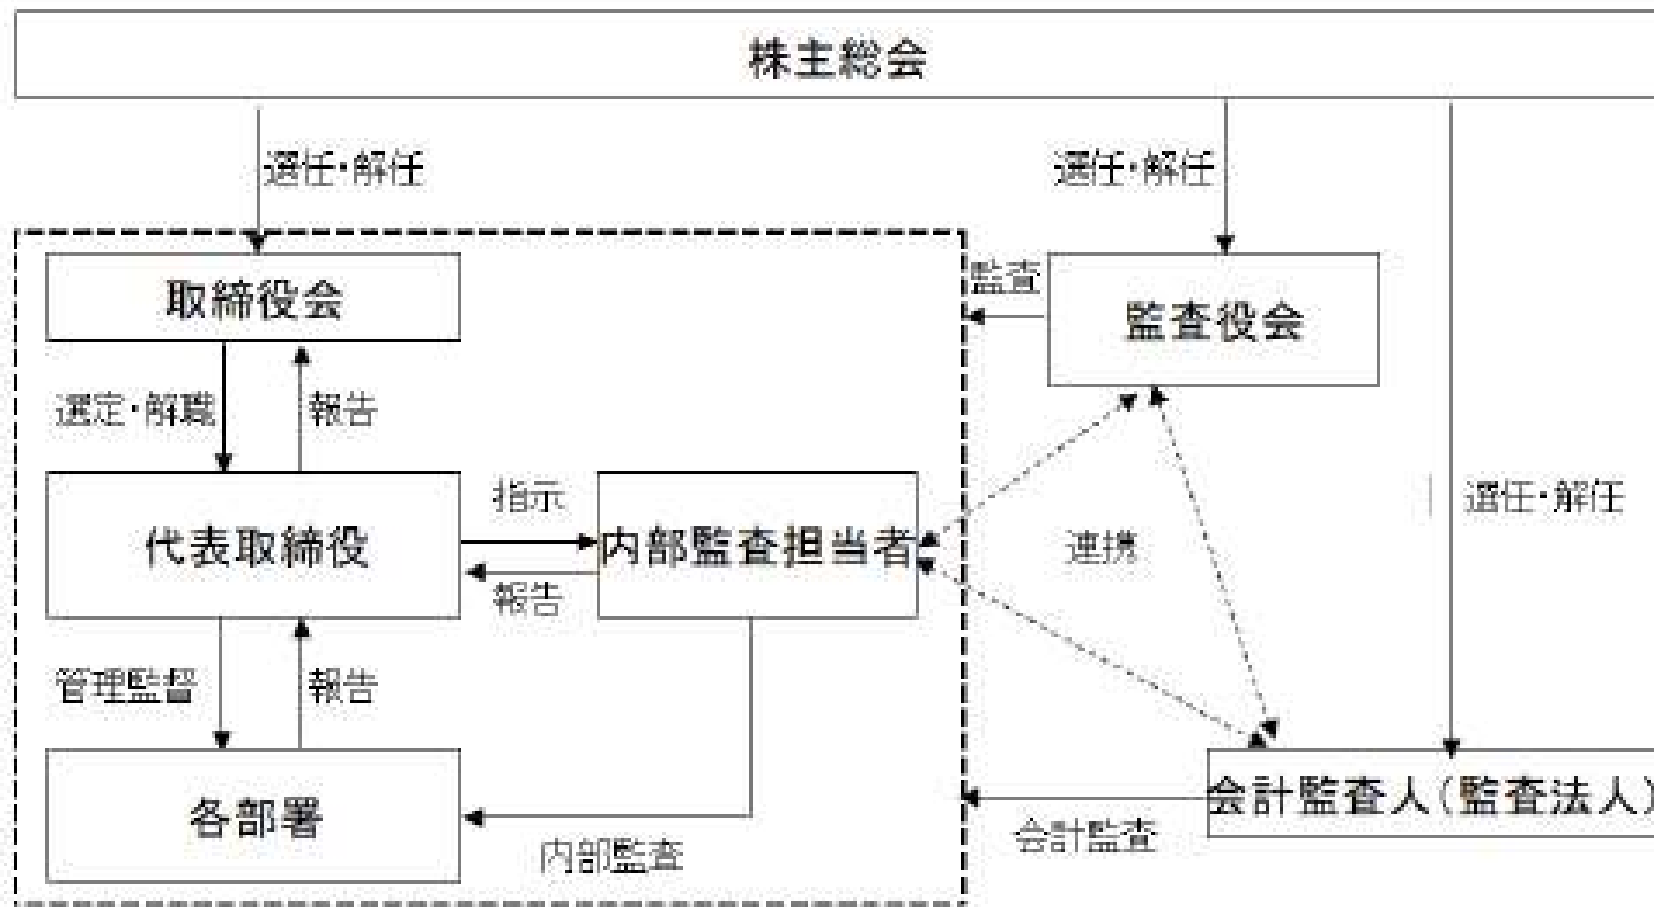 株主総会
選任・解任
選任・解任
取締役会
監査
監査役会
選定・解職
報告
指示
選任・解任
代表取締役
内部監査担当者
連携
報告
管理監督
報告
各部署
会計監査人(監査法人)
会計監査
内部監査